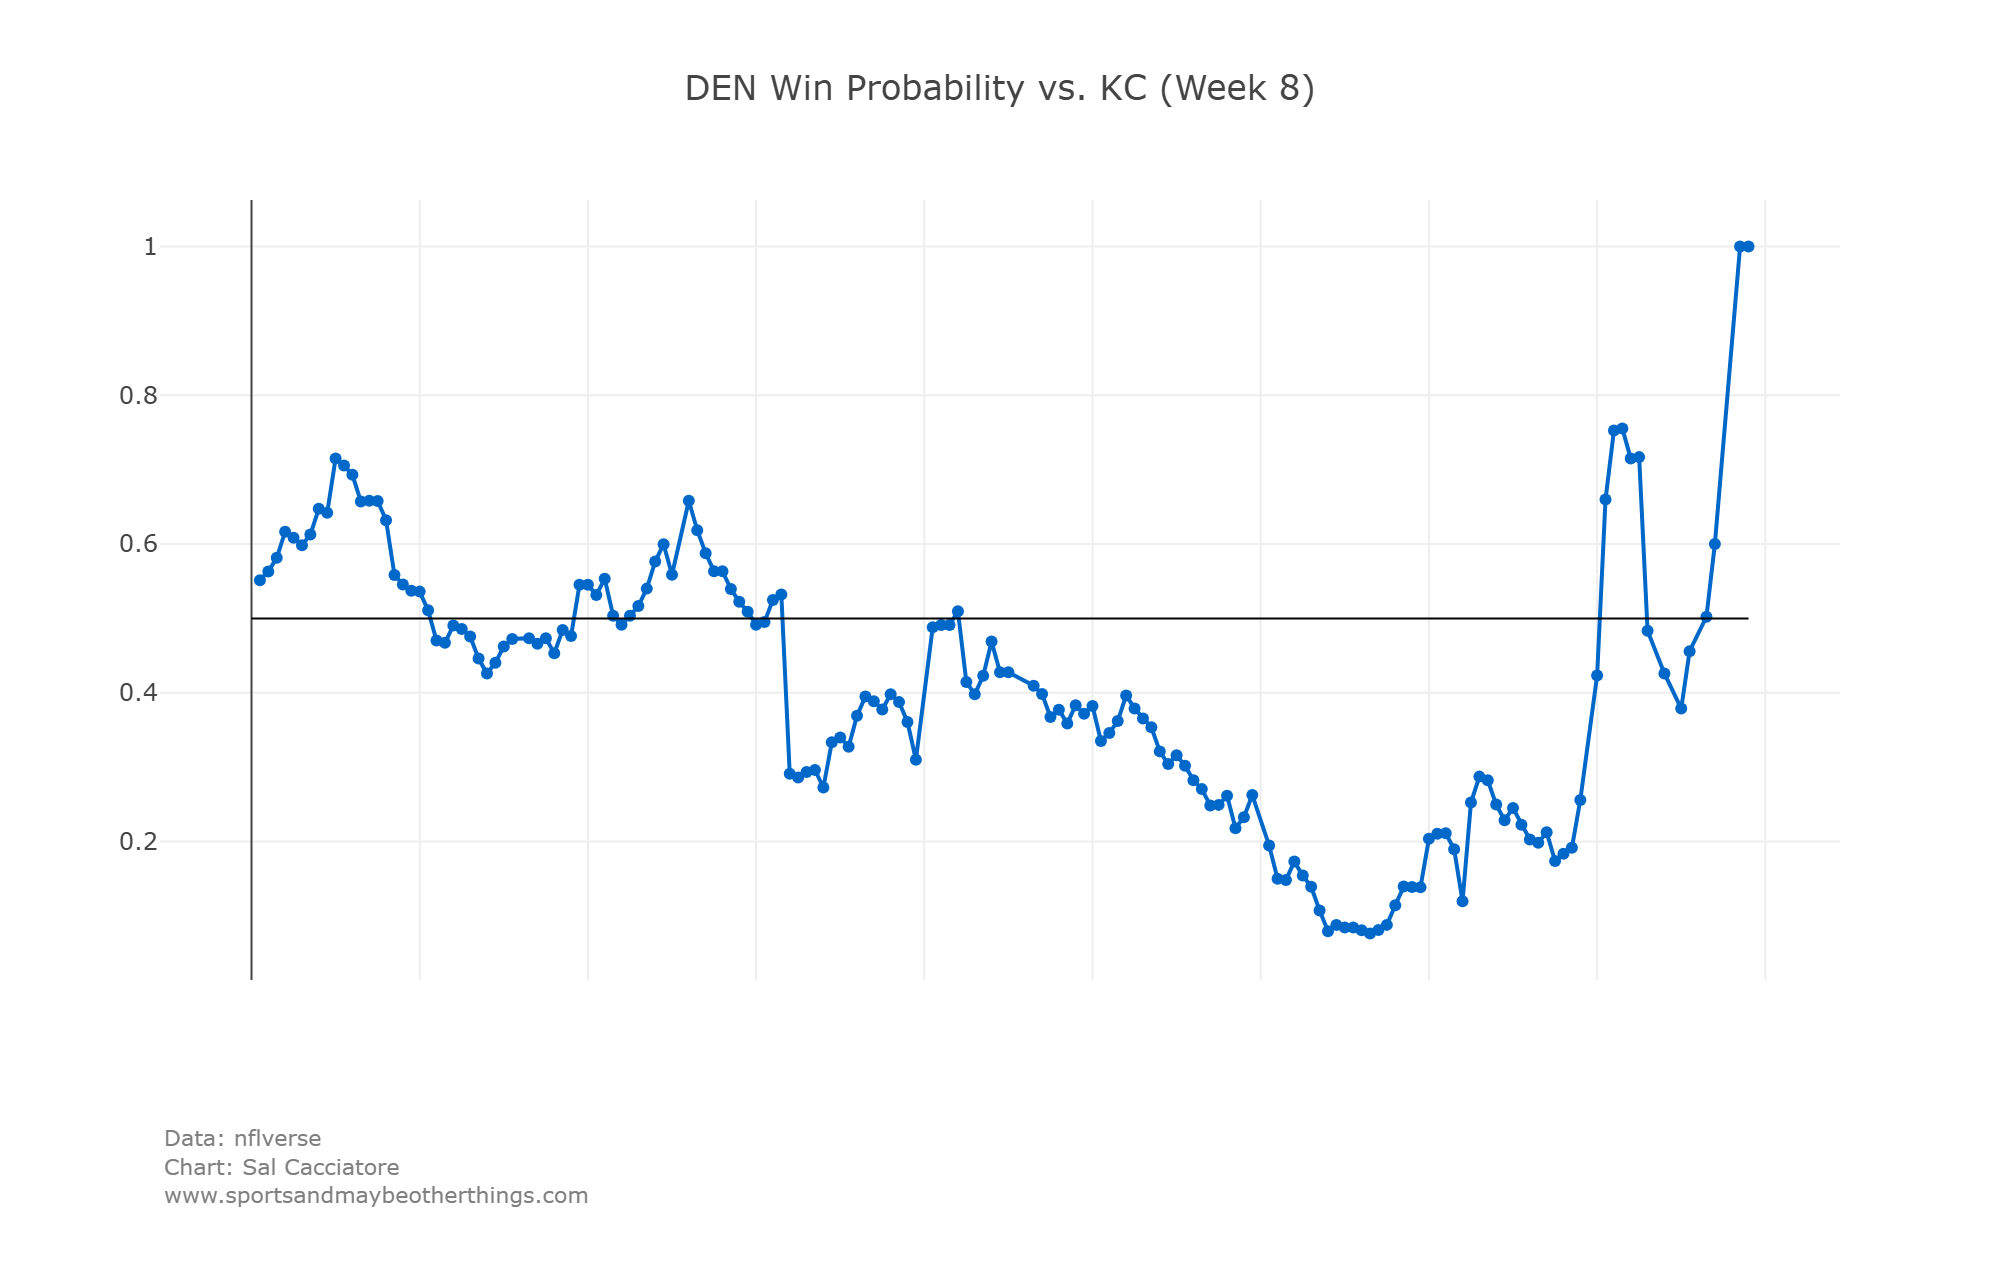 DEN Win Probability vs. KC (Week 8)
1
0.8
0.6
0.4
0.2
Data: nflverse
Chart: Sal Cacciatore
www.sportsandmaybeotherthings.com